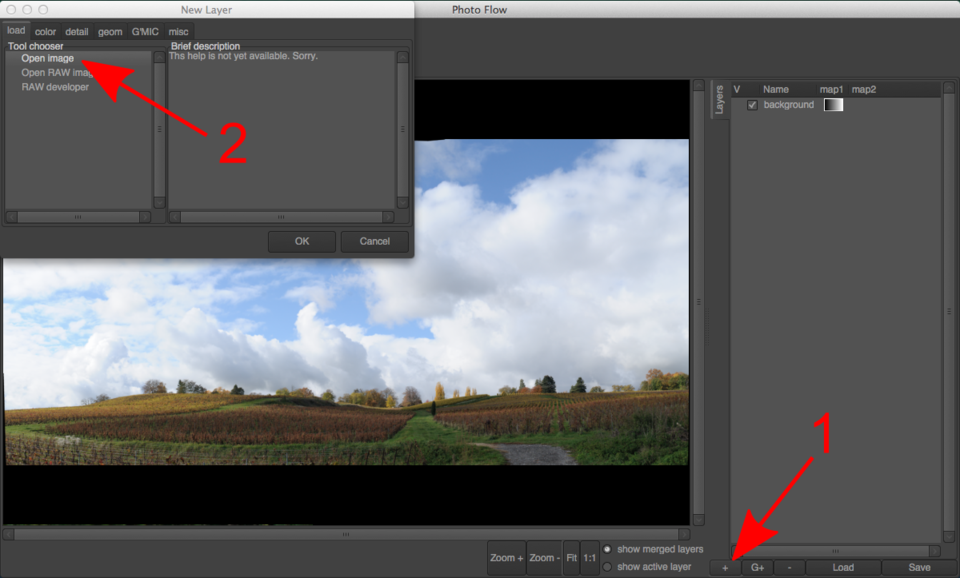 New Layer
Photo Flow
load color detail geom G'MIC misc
Tool chooser
Brief description
Open image
Open RAW imag
RAW developer
Ths help is not yet available. Sorry.
2
OK
Cancel
Layers
V Name map1 map2
background
1
Zoom + Zoom - Fit 1:1
show merged layers
show active layer
+ G+ - Load Save